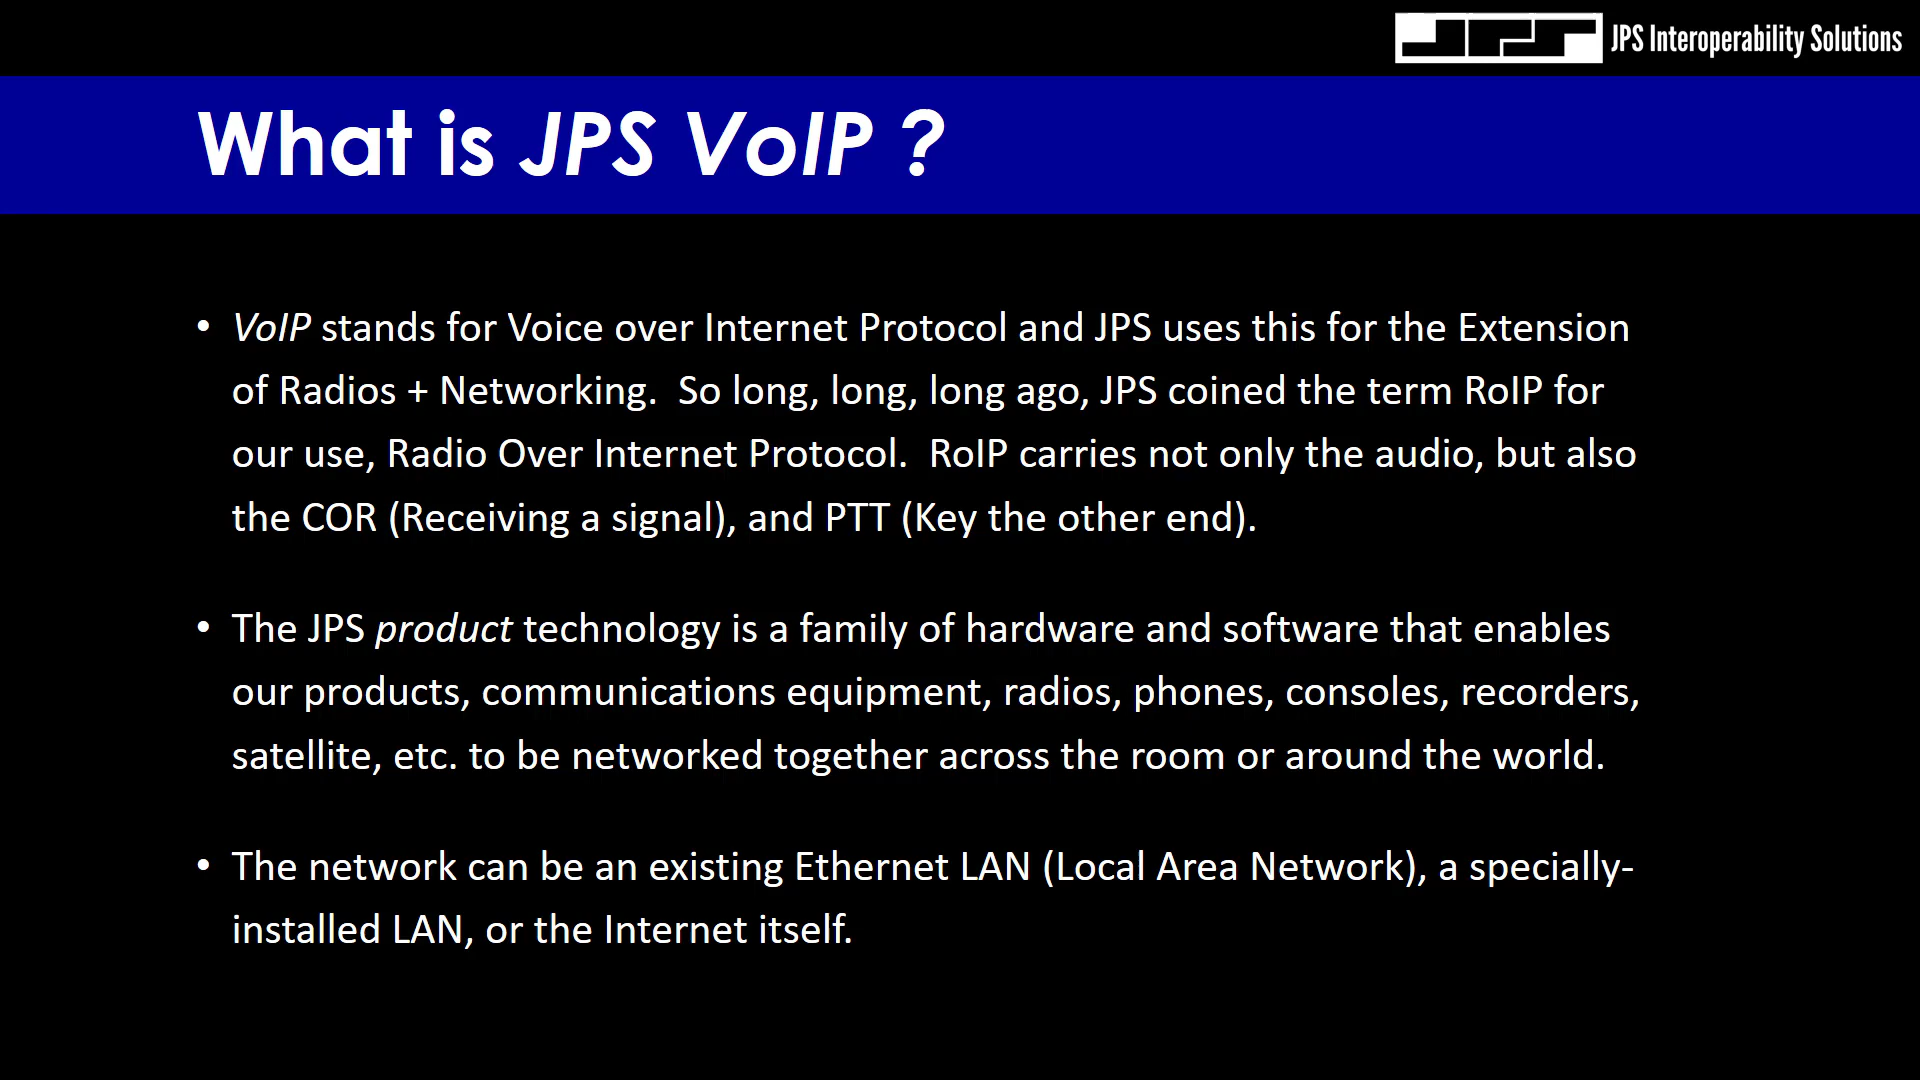 JPS JPS Interoperability Solutions
What is JPS VoIP ?
• VoIP stands for Voice over Internet Protocol and JPS uses this for the Extension
of Radios + Networking.  So long, long, long ago, JPS coined the term RoIP for
our use, Radio Over Internet Protocol.  RoIP carries not only the audio, but also
the COR (Receiving a signal), and PTT (Key the other end).
• The JPS product technology is a family of hardware and software that enables
our products, communications equipment, radios, phones, consoles, recorders,
satellite, etc. to be networked together across the room or around the world.
• The network can be an existing Ethernet LAN (Local Area Network), a specially-
installed LAN, or the Internet itself.